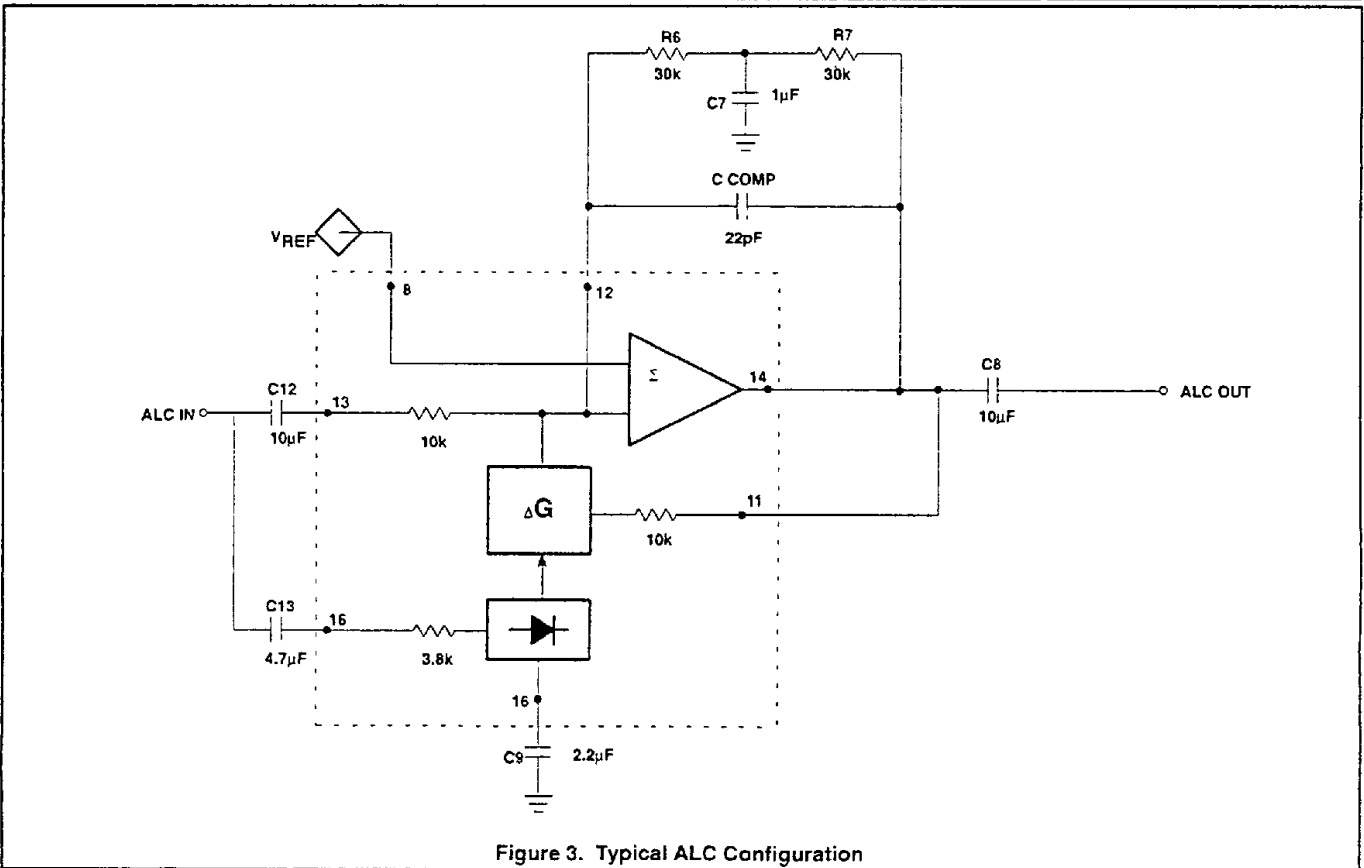 R6
30k
R7
30k
C7
1µF
C COMP
22pF
VREF
8
12
Σ
14
C8
10µF
ALC OUT
ALC IN
C12
10µF
13
10k
ΔG
10k
11
C13
4.7µF
16
3.8k
16
C9
2.2µF
Figure 3. Typical ALC Configuration